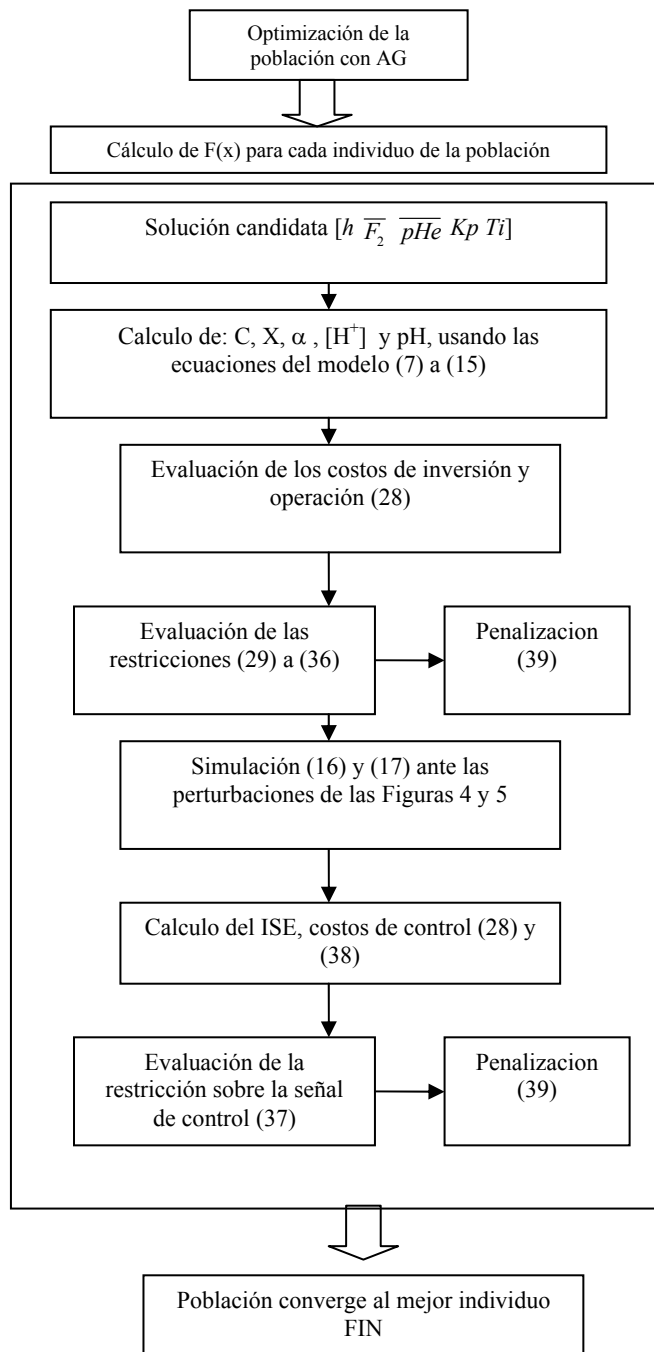 Optimización de la
población con AG
Cálculo de F(x) para cada individuo de la población
Solución candidata [h F̅₂ p̅H̅e̅ Kp Ti]
Calculo de: C, X, α , [H⁺] y pH, usando las
ecuaciones del modelo (7) a (15)
Evaluación de los costos de inversión y
operación (28)
Evaluación de las
restricciones (29) a (36)
Penalizacion
(39)
Simulación (16) y (17) ante las
perturbaciones de las Figuras 4 y 5
Calculo del ISE, costos de control (28) y
(38)
Evaluación de la
restricción sobre la señal
de control (37)
Penalizacion
(39)
Población converge al mejor individuo
FIN